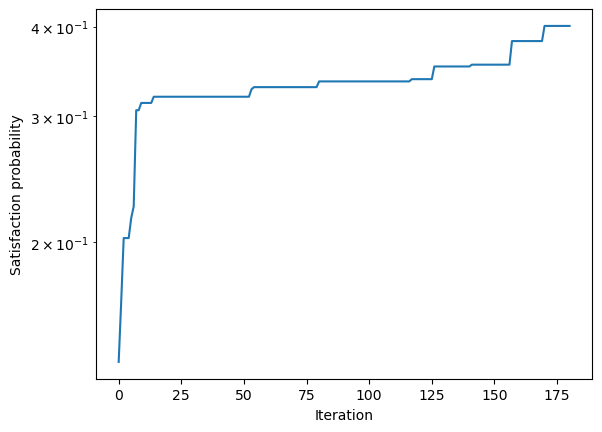 Satisfaction probability
4 × 10⁻¹
3 × 10⁻¹
2 × 10⁻¹
0 25 50 75 100 125 150 175
Iteration